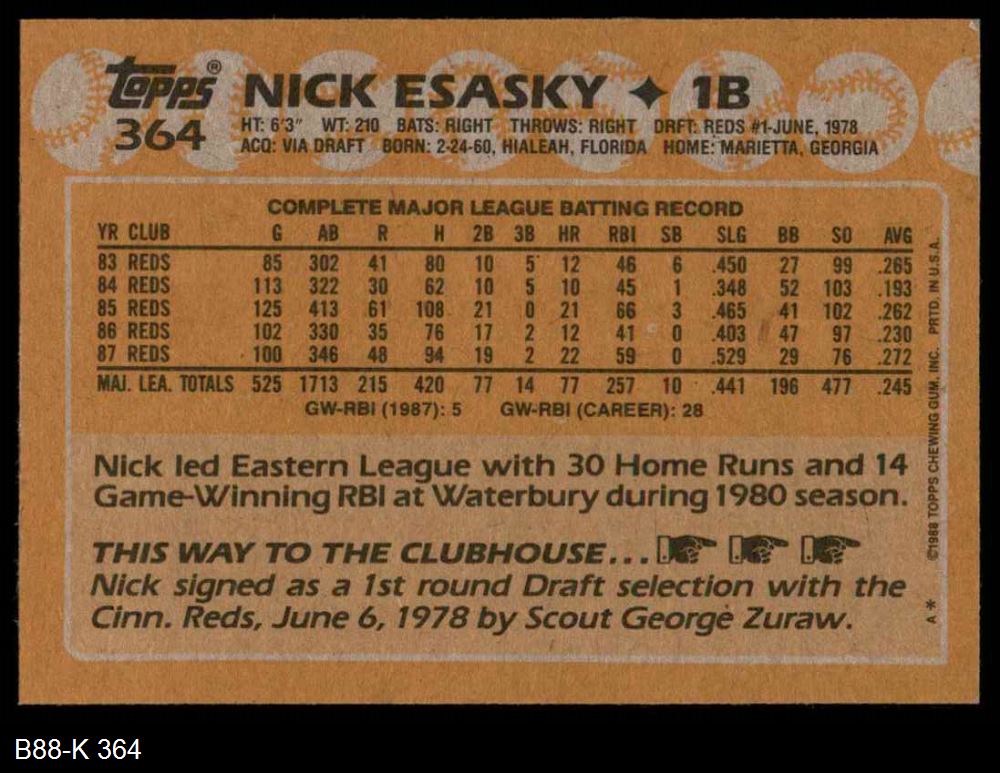 Topps® NICK ESASKY ✦ 1B
364 HT: 6'3" WT: 210 BATS: RIGHT THROWS: RIGHT DRFT: REDS #1-JUNE, 1978
ACQ: VIA DRAFT BORN: 2-24-60, HIALEAH, FLORIDA HOME: MARIETTA, GEORGIA
COMPLETE MAJOR LEAGUE BATTING RECORD
YR CLUB G AB R H 2B 3B HR RBI SB SLG BB SO AVG
83 REDS 85 302 41 80 10 5 12 46 6 .450 27 99 .265
84 REDS 113 322 30 62 10 5 10 45 1 .348 52 103 .193
85 REDS 125 413 61 108 21 0 21 66 3 .465 41 102 .262
86 REDS 102 330 35 76 17 2 12 41 0 .403 47 97 .230
87 REDS 100 346 48 94 19 2 22 59 0 .529 29 76 .272
MAJ. LEA. TOTALS 525 1713 215 420 77 14 77 257 10 .441 196 477 .245
GW-RBI (1987): 5 GW-RBI (CAREER): 28
Nick led Eastern League with 30 Home Runs and 14
Game-Winning RBI at Waterbury during 1980 season.
THIS WAY TO THE CLUBHOUSE...
Nick signed as a 1st round Draft selection with the
Cinn. Reds, June 6, 1978 by Scout George Zuraw.
A* ©1988 TOPPS CHEWING GUM, INC. PRTD. IN U.S.A.
B88-K 364